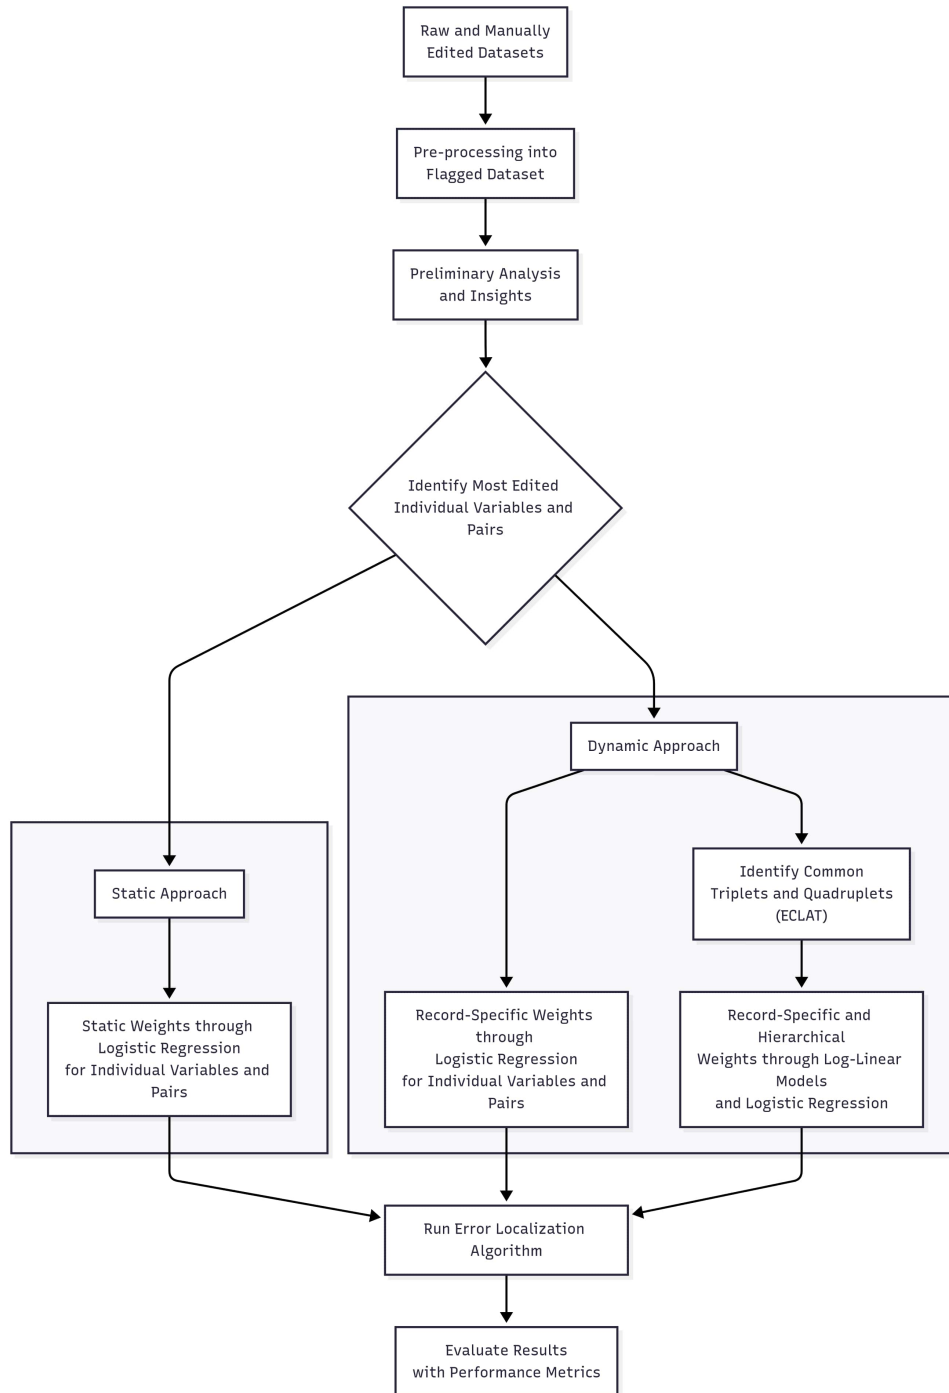 Raw and Manually
Edited Datasets
Pre-processing into
Flagged Dataset
Preliminary Analysis
and Insights
Identify Most Edited
Individual Variables and
Pairs
Dynamic Approach
Static Approach
Identify Common
Triplets and Quadruplets
(ECLAT)
Static Weights through
Logistic Regression
for Individual Variables and
Pairs
Record-Specific Weights
through
Logistic Regression
for Individual Variables and
Pairs
Record-Specific and
Hierarchical
Weights through Log-Linear
Models
and Logistic Regression
Run Error Localization
Algorithm
Evaluate Results
with Performance Metrics